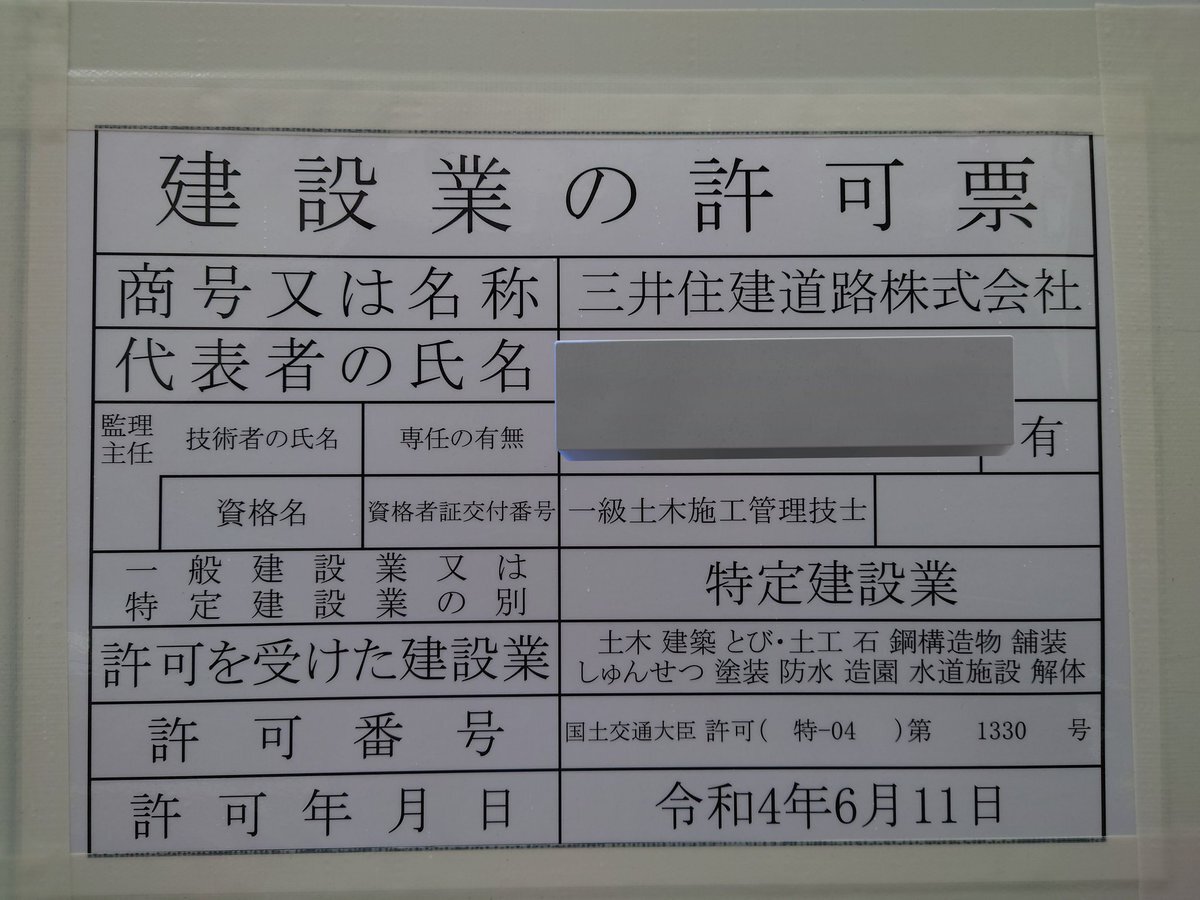 建設業の許可票
商号又は名称 三井住建道路株式会社
代表者の氏名
監理
主任
技術者の氏名 専任の有無 有
資格名 資格者証交付番号 一級土木施工管理技士
一般建設業又は
特定建設業の別
特定建設業
許可を受けた建設業
土木 建築 とび・土工 石 鋼構造物 舗装
しゅんせつ 塗装 防水 造園 水道施設 解体
許可番号 国土交通大臣 許可( 特-04 )第 1330 号
許可年月日 令和4年6月11日